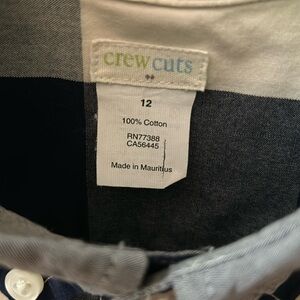 crewcuts
12
100% Cotton
RN77388
CA56445
Made in Mauritius